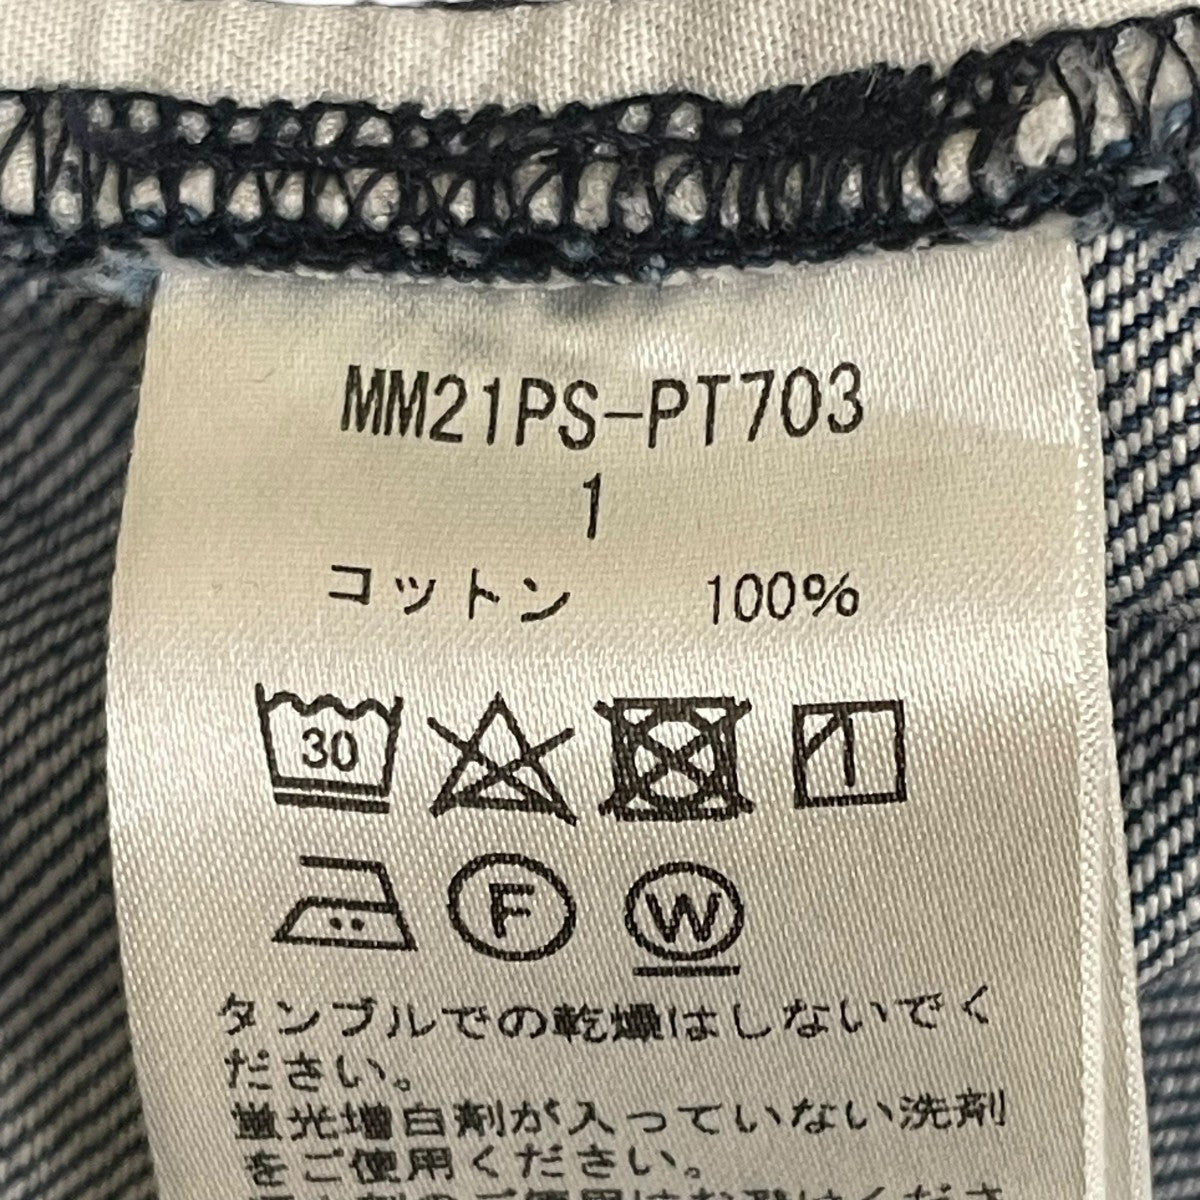 MM21PS-PT703
1
コットン 100%
30
F W
タンブルでの乾燥はしないでく
ださい。
蛍光増白剤が入っていない洗剤
をご使用ください。